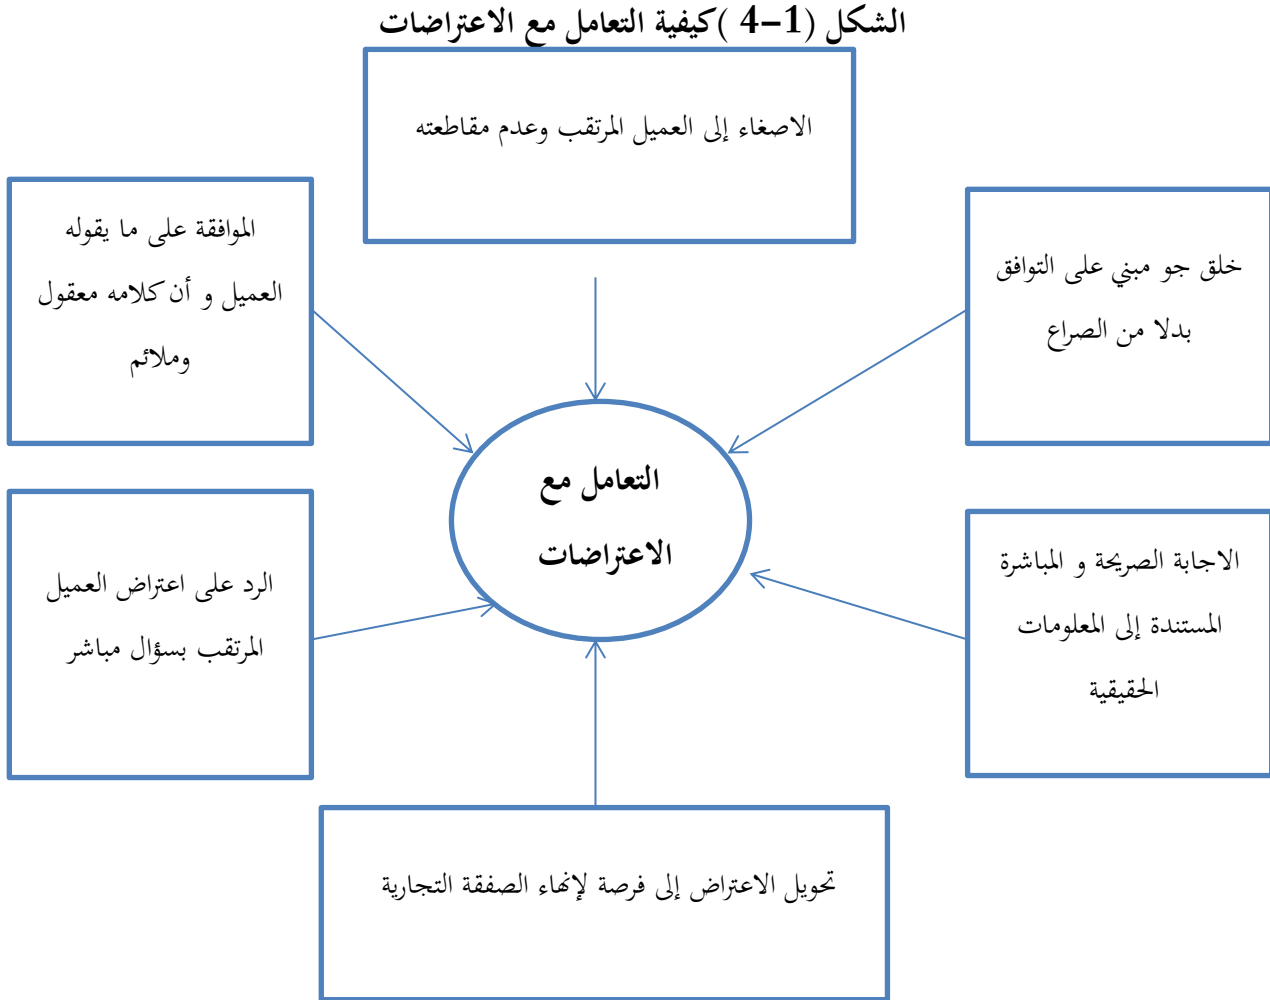 الشكل (1-4 )كيفية التعامل مع الاعتراضات
الاصغاء إلى العميل المرتقب وعدم مقاطعته
خلق جو مبني على التوافق
بدلا من الصراع
الموافقة على ما يقوله
العميل و أن كلامه معقول
وملائم
التعامل مع
الاعتراضات
الاجابة الصريحة و المباشرة
المستندة إلى المعلومات
الحقيقية
الرد على اعتراض العميل
المرتقب بسؤال مباشر
تحويل الاعتراض إلى فرصة لإنهاء الصفقة التجارية